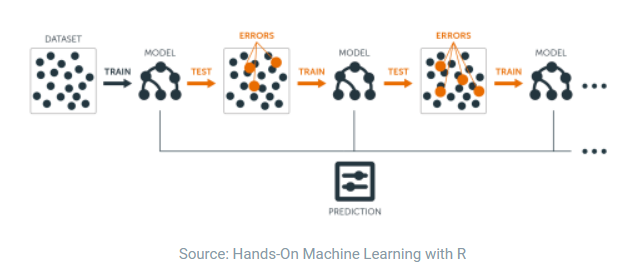 DATASET
TRAIN
MODEL
TEST
ERRORS
TRAIN
MODEL
TEST
ERRORS
TRAIN
MODEL
PREDICTION
Source: Hands-On Machine Learning with R